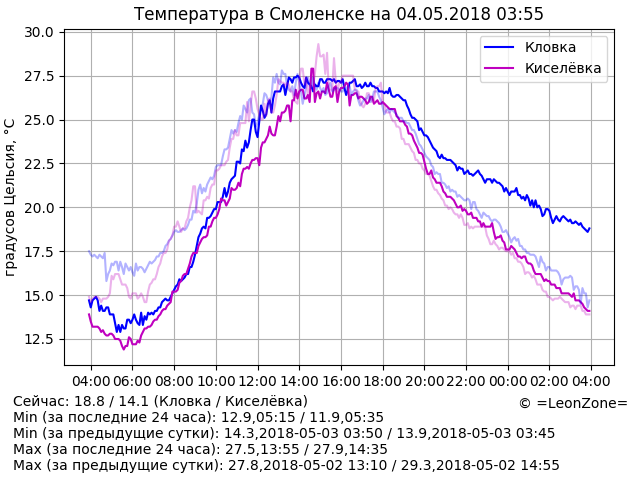 Температура в Смоленске на 04.05.2018 03:55
градусов Цельсия, °C
30.0
27.5
25.0
22.5
20.0
17.5
15.0
12.5
Кловка
Киселёвка
04:00 06:00 08:00 10:00 12:00 14:00 16:00 18:00 20:00 22:00 00:00 02:00 04:00
Сейчас: 18.8 / 14.1 (Кловка / Киселёвка)
© =LeonZone=
Min (за последние 24 часа): 12.9,05:15 / 11.9,05:35
Min (за предыдущие сутки): 14.3,2018-05-03 03:50 / 13.9,2018-05-03 03:45
Max (за последние 24 часа): 27.5,13:55 / 27.9,14:35
Max (за предыдущие сутки): 27.8,2018-05-02 13:10 / 29.3,2018-05-02 14:55